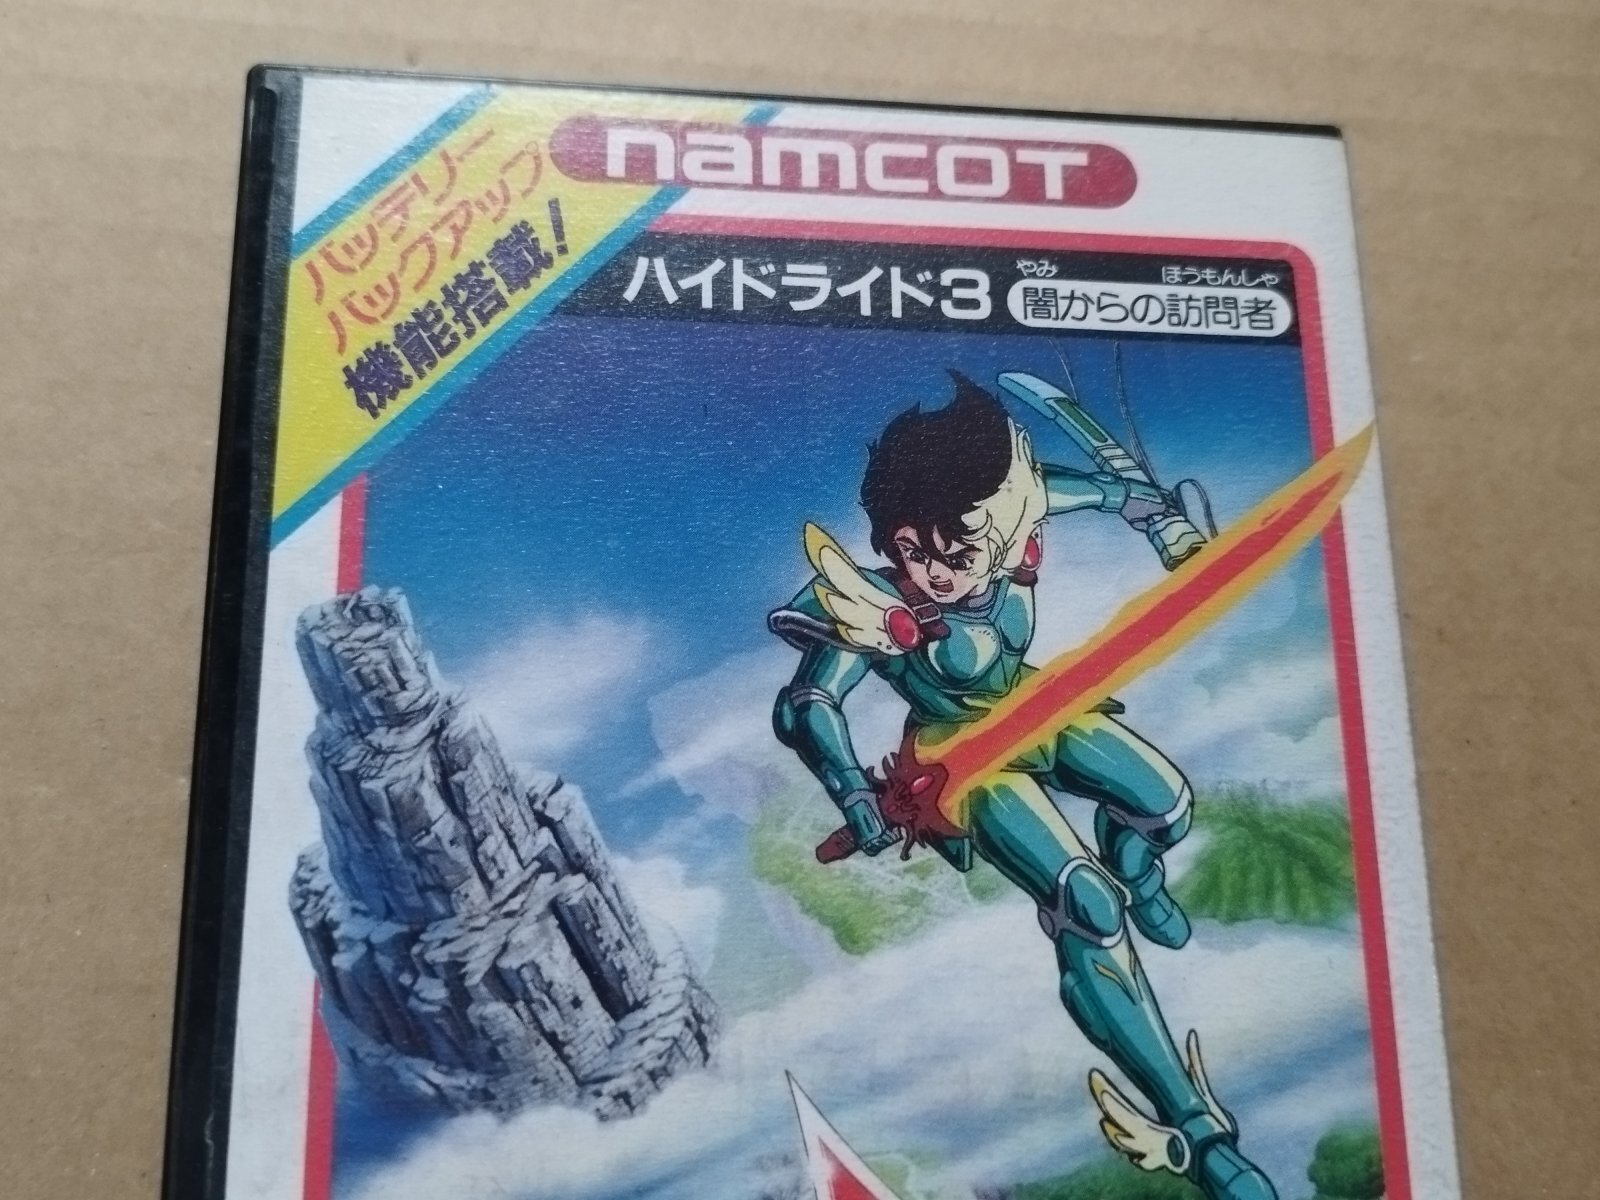 バッテリー
バックアップ
機能搭載!
namcoT
ハイドライド3
やみ ほうもんしゃ
闇からの訪問者